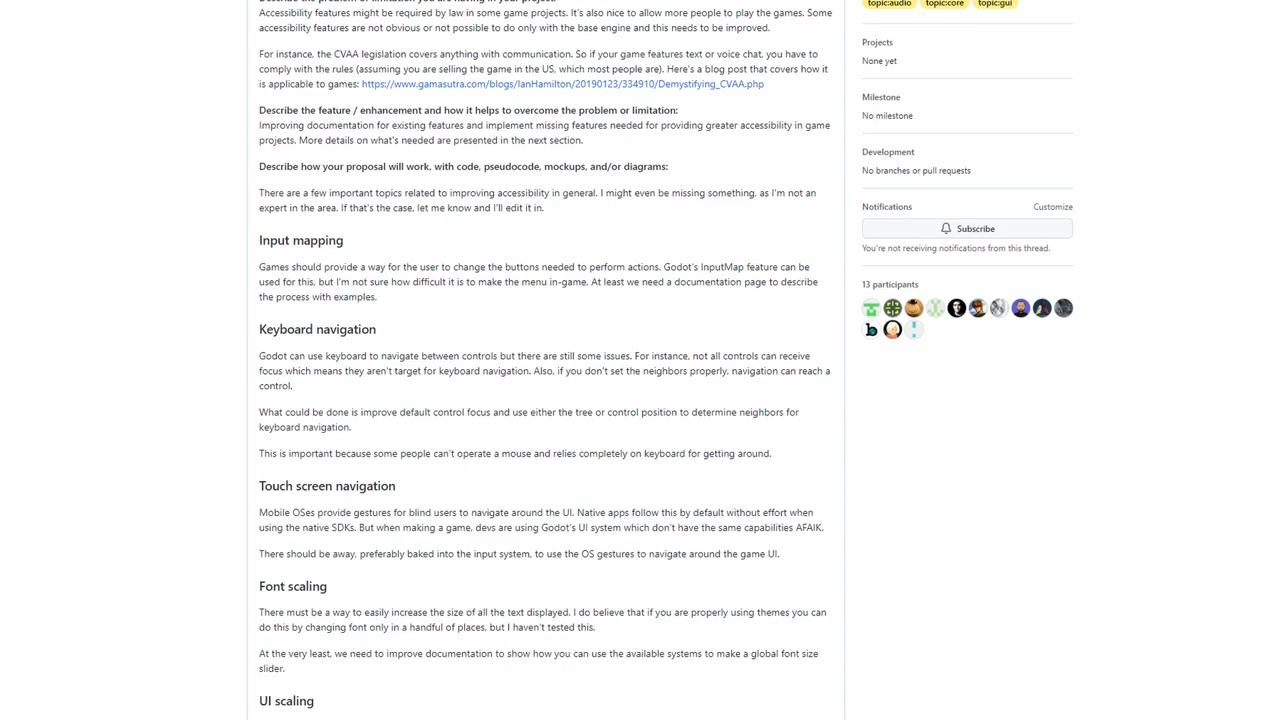 Accessibility features might be required by law in some game projects. It's also nice to allow more people to play the games. Some
accessibility features are not obvious or not possible to do only with the base engine and this needs to be improved.
For instance, the CVAA legislation covers anything with communication. So if your game features text or voice chat, you have to
comply with the rules (assuming you are selling the game in the US, which most people are). Here's a blog post that covers how it
is applicable to games: https://www.gamasutra.com/blogs/IanHamilton/20190123/334910/Demystifying_CVAA.php
Describe the feature / enhancement and how it helps to overcome the problem or limitation:
Improving documentation for existing features and implement missing features needed for providing greater accessibility in game
projects. More details on what's needed are presented in the next section.
Describe how your proposal will work, with code, pseudocode, mockups, and/or diagrams:
There are a few important topics related to improving accessibility in general. I might even be missing something, as I'm not an
expert in the area. If that's the case, let me know and I'll edit it in.
Input mapping
Games should provide a way for the user to change the buttons needed to perform actions. Godot's InputMap feature can be
used for this, but I'm not sure how difficult it is to make the menu in-game. At least we need a documentation page to describe
the process with examples.
Keyboard navigation
Godot can use keyboard to navigate between controls but there are still some issues. For instance, not all controls can receive
focus which means they aren't target for keyboard navigation. Also, if you don't set the neighbors properly, navigation can reach a
control.
What could be done is improve default control focus and use either the tree or control position to determine neighbors for
keyboard navigation.
This is important because some people can't operate a mouse and relies completely on keyboard for getting around.
Touch screen navigation
Mobile OSes provide gestures for blind users to navigate around the UI. Native apps follow this by default without effort when
using the native SDKs. But when making a game, devs are using Godot's UI system which don't have the same capabilities AFAIK.
There should be away, preferably baked into the input system, to use the OS gestures to navigate around the game UI.
Font scaling
There must be a way to easily increase the size of all the text displayed. I do believe that if you are properly using themes you can
do this by changing font only in a handful of places, but I haven't tested this.
At the very least, we need to improve documentation to show how you can use the available systems to make a global font size
slider.
UI scaling
topic:audio topic:core topic:gui
Projects
None yet
Milestone
No milestone
Development
No branches or pull requests
Notifications Customize
Subscribe
You're not receiving notifications from this thread.
13 participants